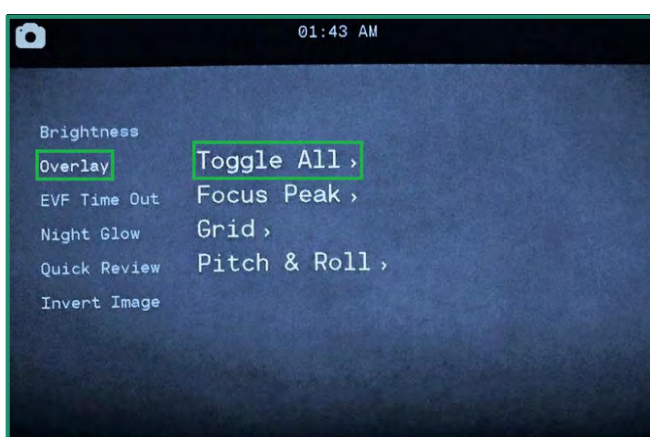 01:43 AM
Brightness
Overlay
EVF Time Out
Night Glow
Quick Review
Invert Image
Toggle All ›
Focus Peak ›
Grid ›
Pitch & Roll ›